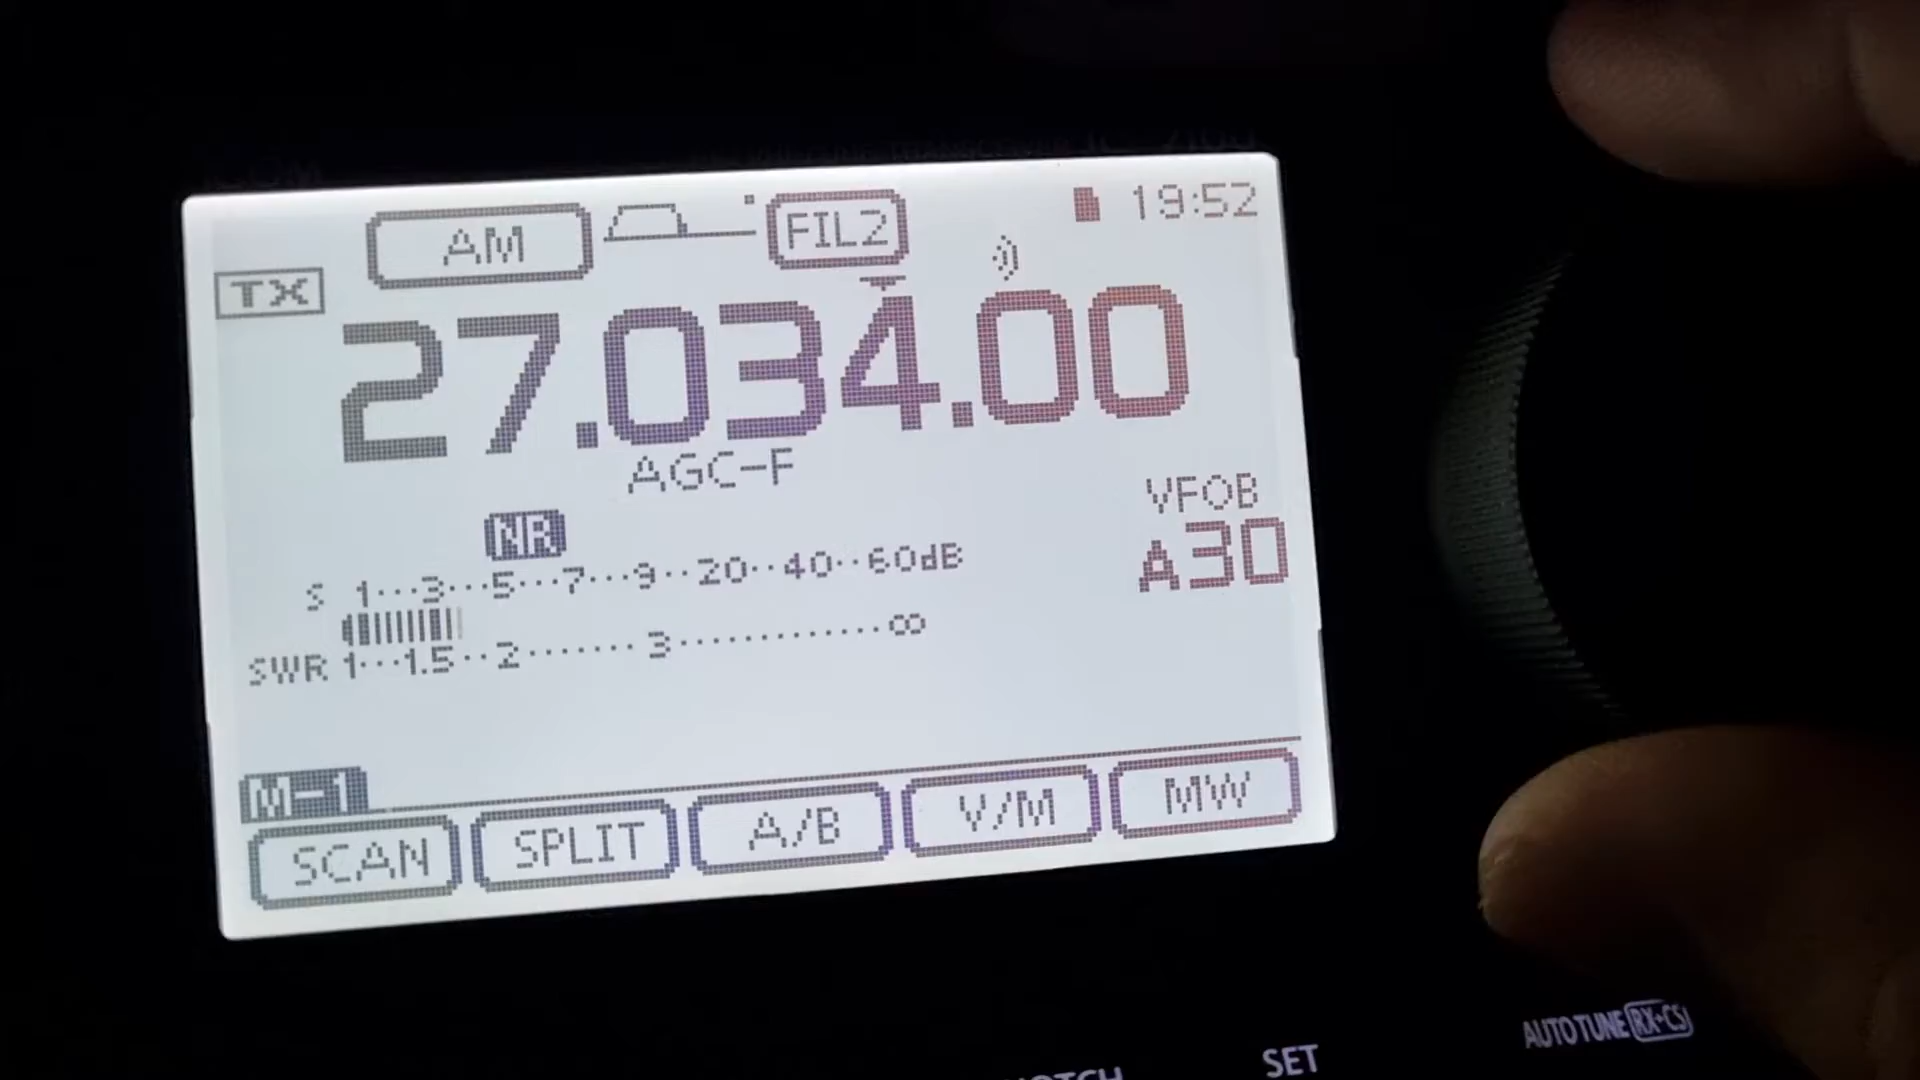 AM FIL2 19:52
TX
27.034.00
AGC-F
VFOB
A30
NR
S 1···3···5···7···9··20··40··60dB
SWR 1···1.5··2·······3·············∞
M-1
SCAN SPLIT A/B V/M MW
AUTO TUNE RX→CS
NOTCH SET